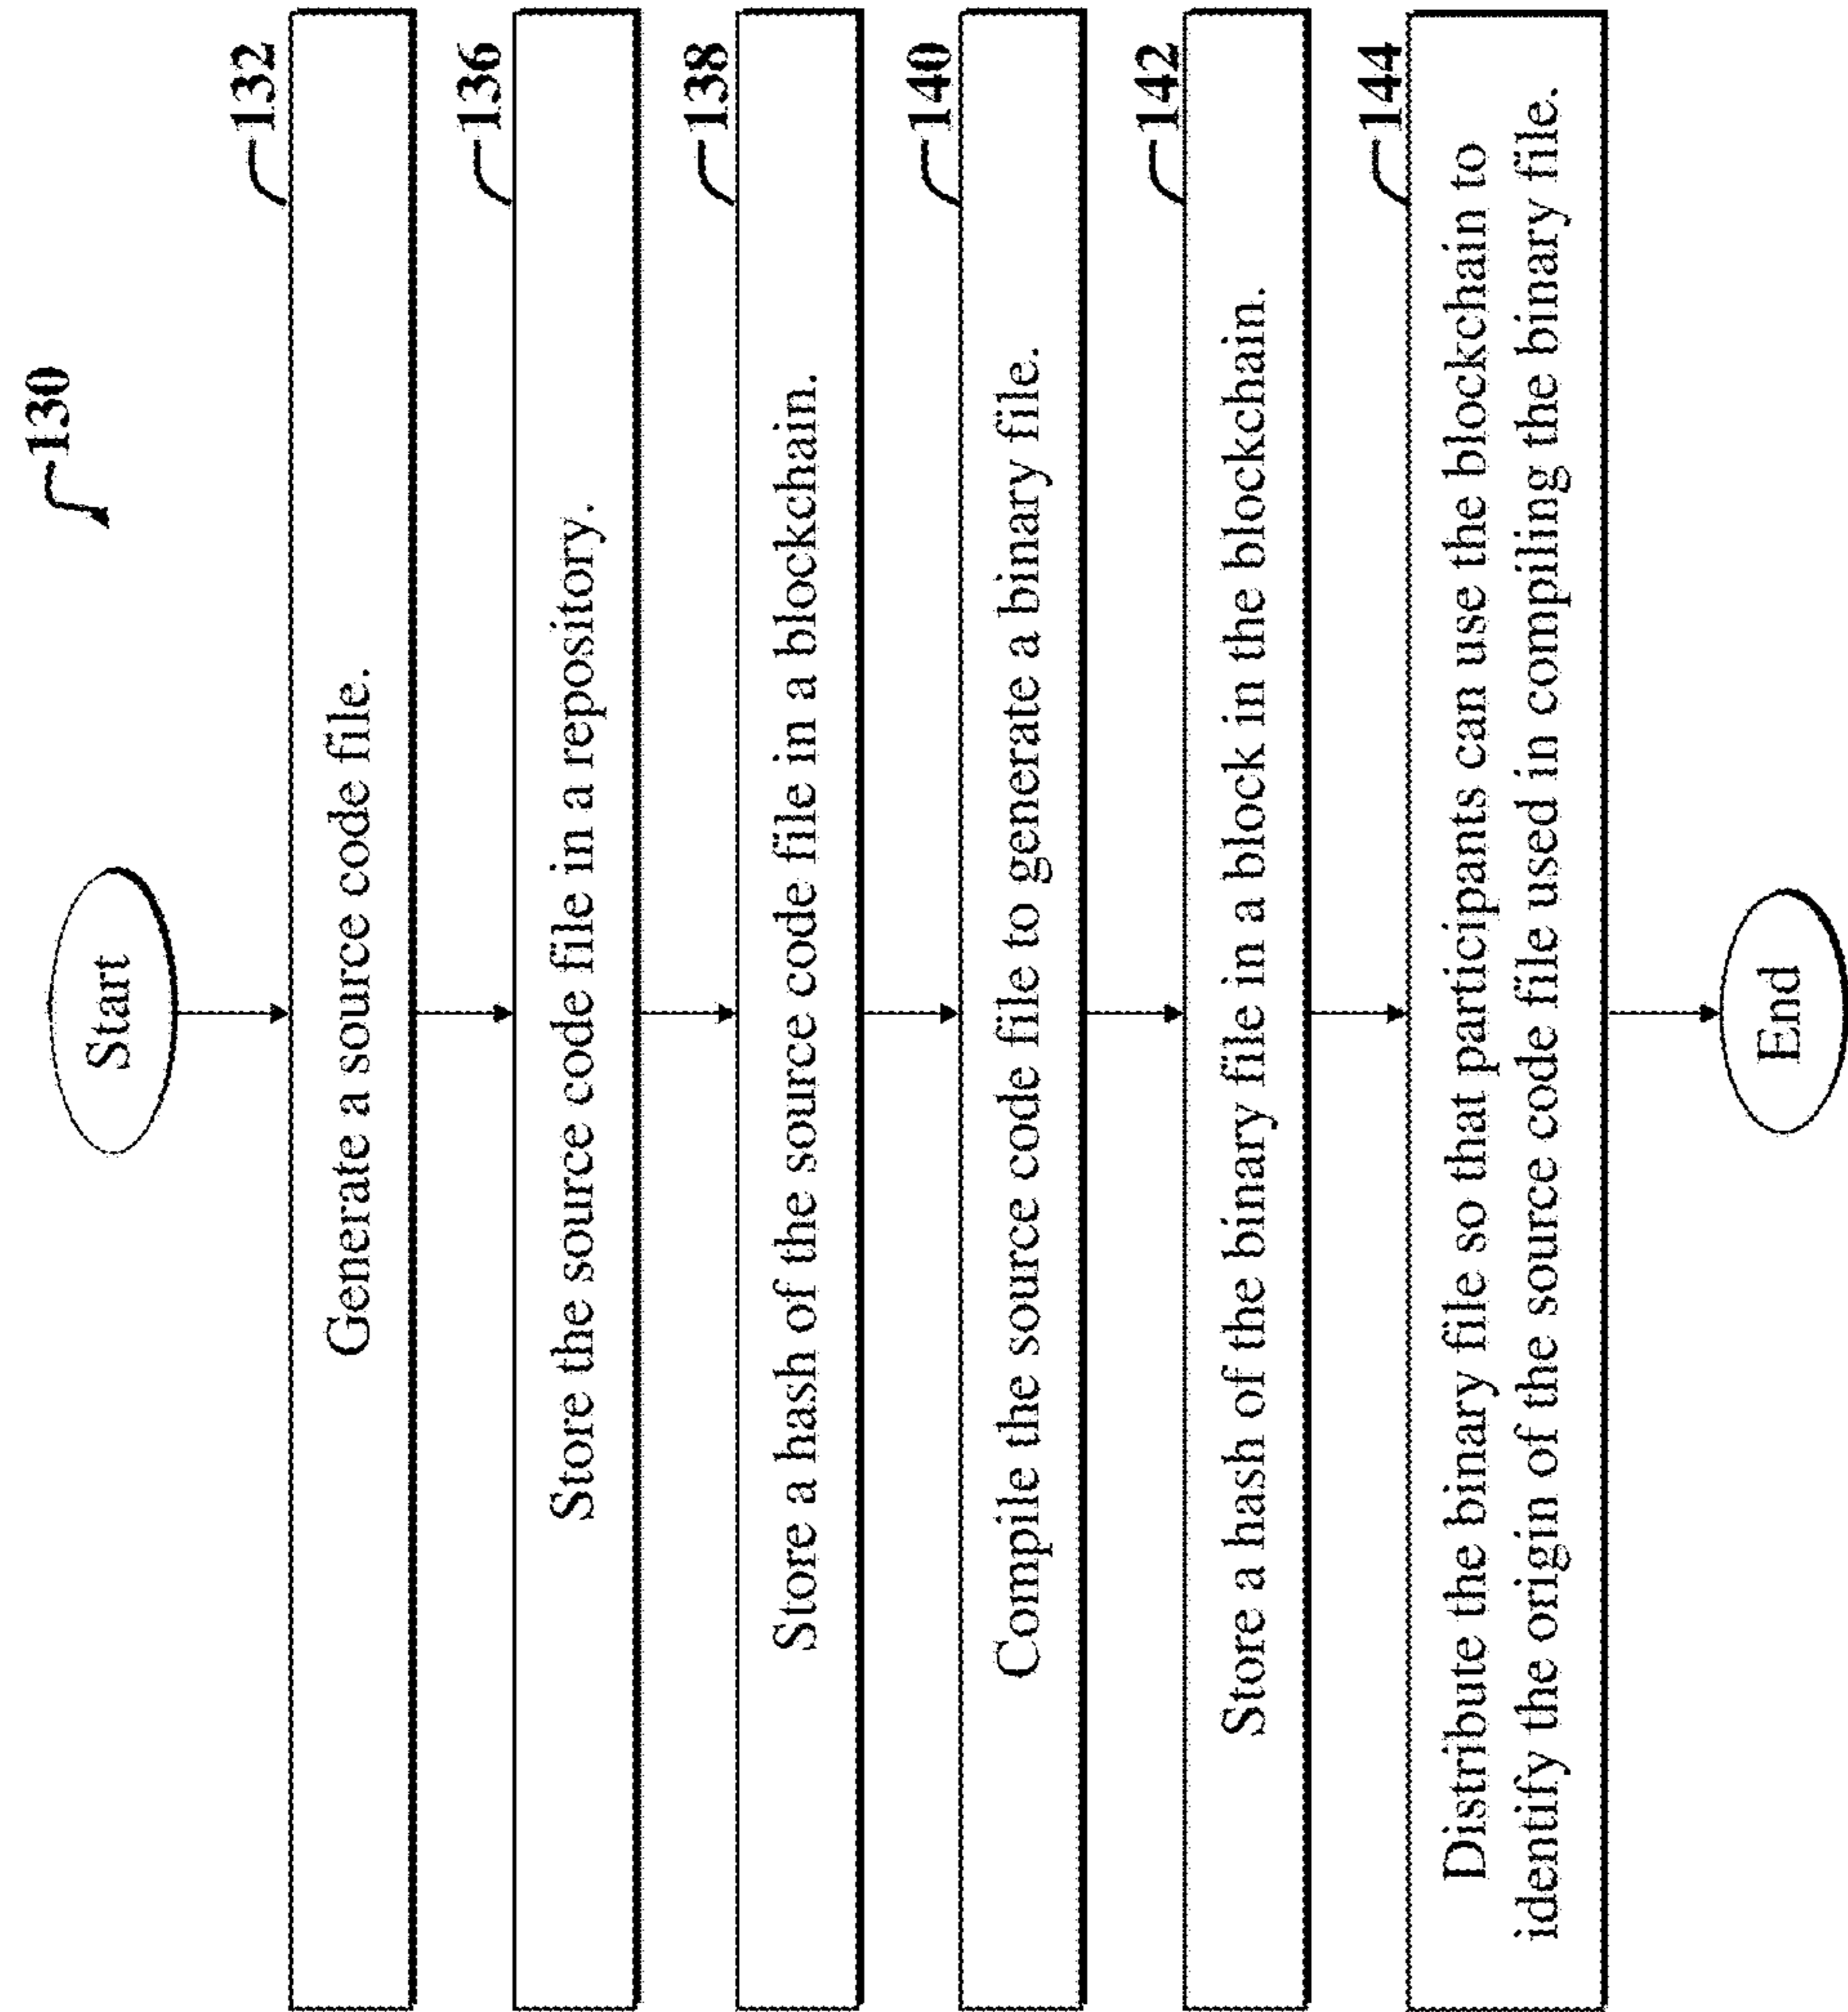 130
Start
132
Generate a source code file.
136
Store the source code file in a repository.
138
Store a hash of the source code file in a blockchain.
140
Compile the source code file to generate a binary file.
142
Store a hash of the binary file in a block in the blockchain.
144
Distribute the binary file so that participants can use the blockchain to
identify the origin of the source code file used in compiling the binary file.
End